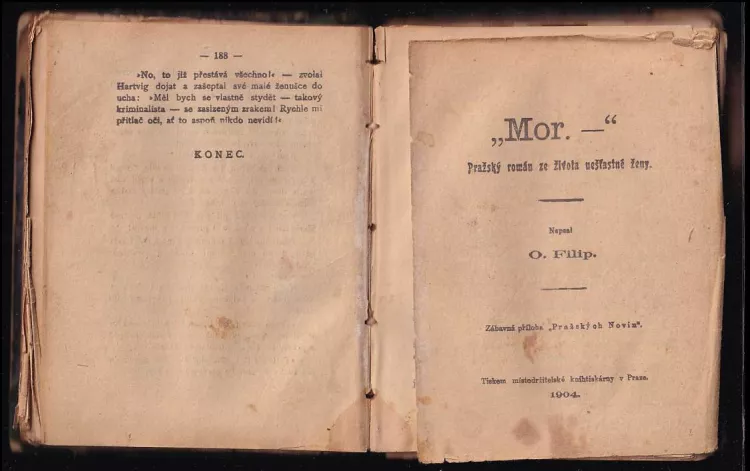 — 188 —
»No, to již přestává všechno!« — zvolal
Hartvig dojat a zašeptal své malé ženušce do
ucha: »Měl bych se vlastně stydět — takový
kriminalista — se zaslzeným zrakem! Rychle mi
přitlač oči, ať to aspoň nikdo nevidí!«
KONEC.
„Mor. —“
Pražský román ze života nešťastné ženy.
Napsal
O. Filip.
Zábavná příloha „Pražských Novin“.
Tiskem místodržitelské knihtiskárny v Praze.
1904.